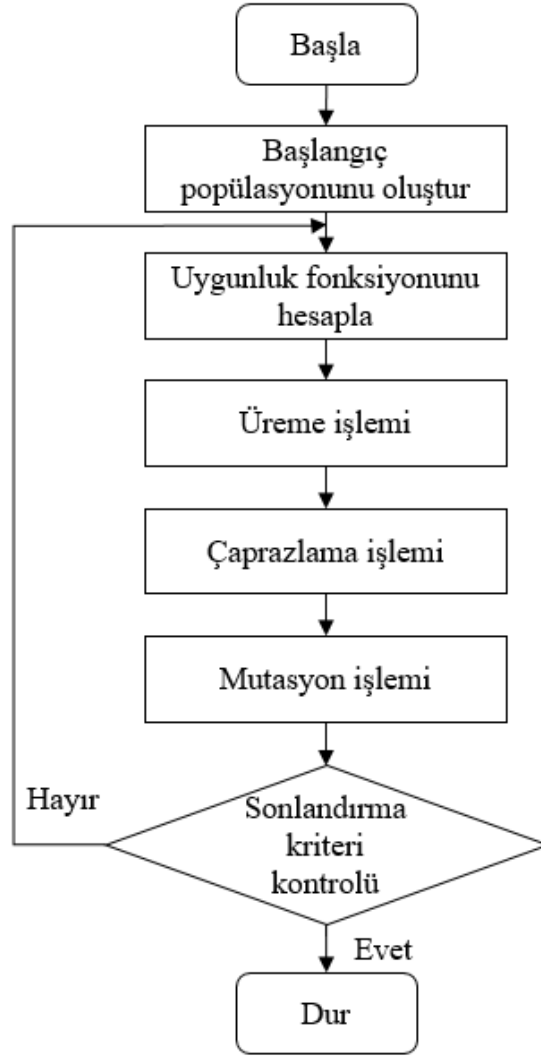 Başla
Başlangıç
popülasyonunu oluştur
Uygunluk fonksiyonunu
hesapla
Üreme işlemi
Çaprazlama işlemi
Mutasyon işlemi
Hayır
Sonlandırma
kriteri
kontrolü
Evet
Dur